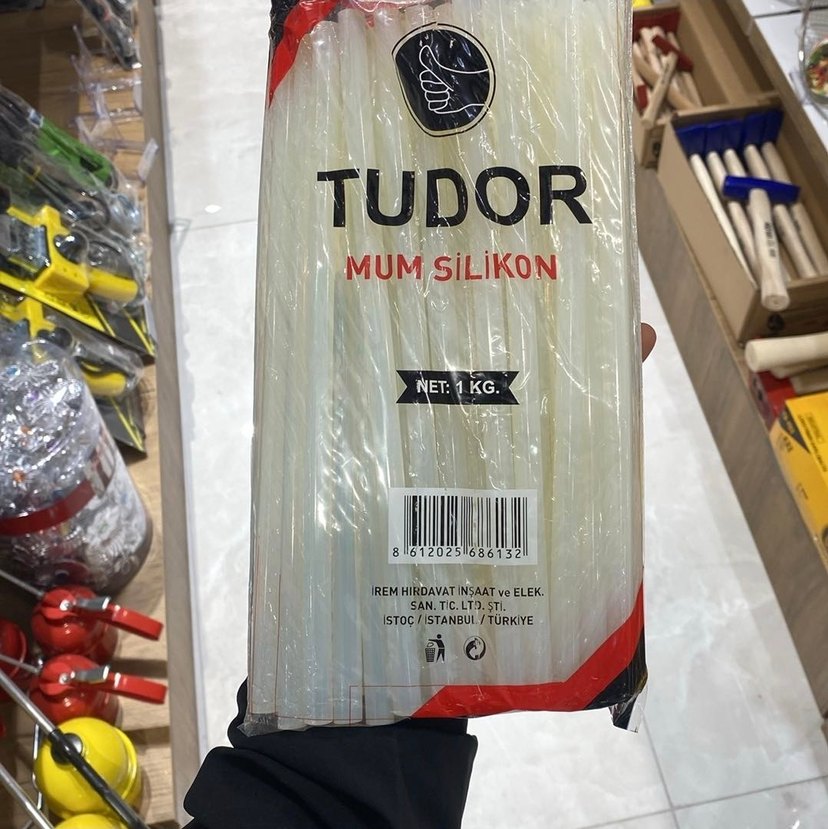 TUDOR
MUM SİLİKON
NET: 1 KG.
8 612025 686132
İREM HIRDAVAT İNŞAAT ve ELEK.
SAN. TİC. LTD. ŞTİ.
İSTOÇ / İSTANBUL / TÜRKİYE